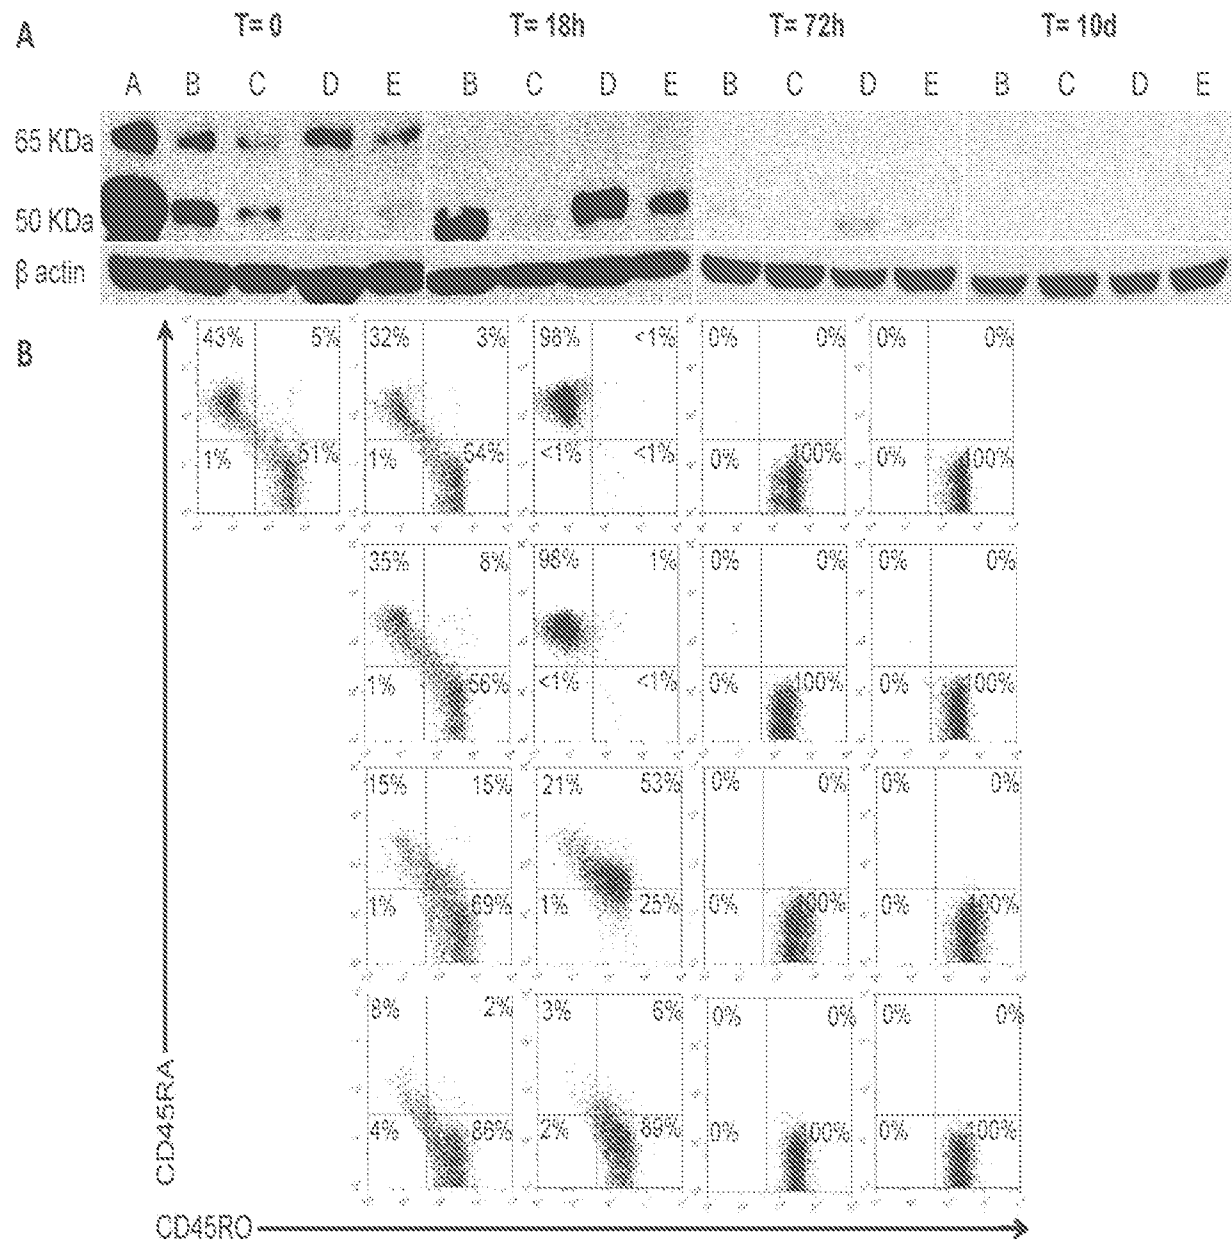 A
T= 0 T= 18h T= 72h T= 10d
A B C D E B C D E B C D E B C D E
65 KDa
50 KDa
β actin
B
43% 5% 32% 3% 98% <1% 0% 0% 0% 0%
1% 51% 1% 64% <1% <1% 0% 100% 0% 100%
35% 8% 98% 1% 0% 0% 0% 0%
1% 56% <1% <1% 0% 100% 0% 100%
15% 15% 21% 53% 0% 0% 0% 0%
1% 69% 1% 25% 0% 100% 0% 100%
8% 2% 3% 6% 0% 0% 0% 0%
4% 86% 2% 89% 0% 100% 0% 100%
CD45RA
CD45RO